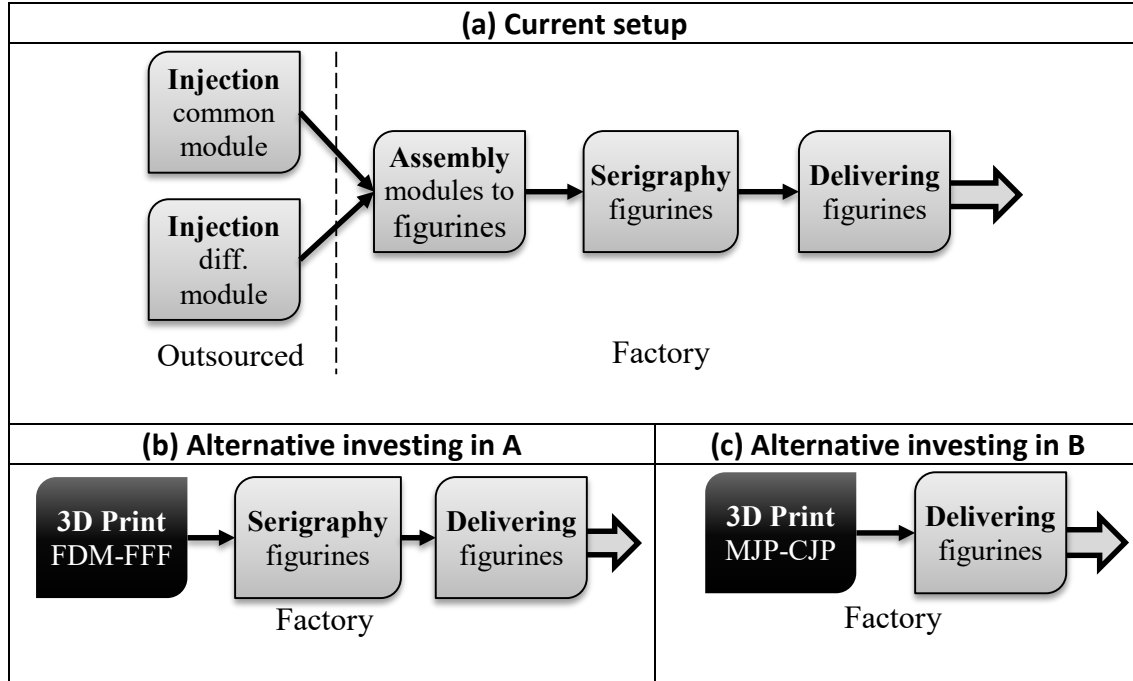 (a) Current setup
Injection
common
module
Injection
diff.
module
Assembly
modules to
figurines
Serigraphy
figurines
Delivering
figurines
Outsourced
Factory
(b) Alternative investing in A
3D Print
FDM-FFF
Serigraphy
figurines
Delivering
figurines
Factory
(c) Alternative investing in B
3D Print
MJP-CJP
Delivering
figurines
Factory